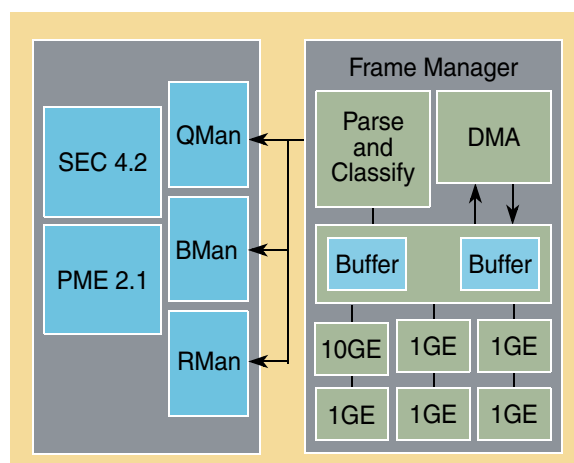 SEC 4.2
PME 2.1
QMan
BMan
RMan
Frame Manager
Parse
and
Classify
DMA
Buffer
Buffer
10GE
1GE
1GE
1GE
1GE
1GE